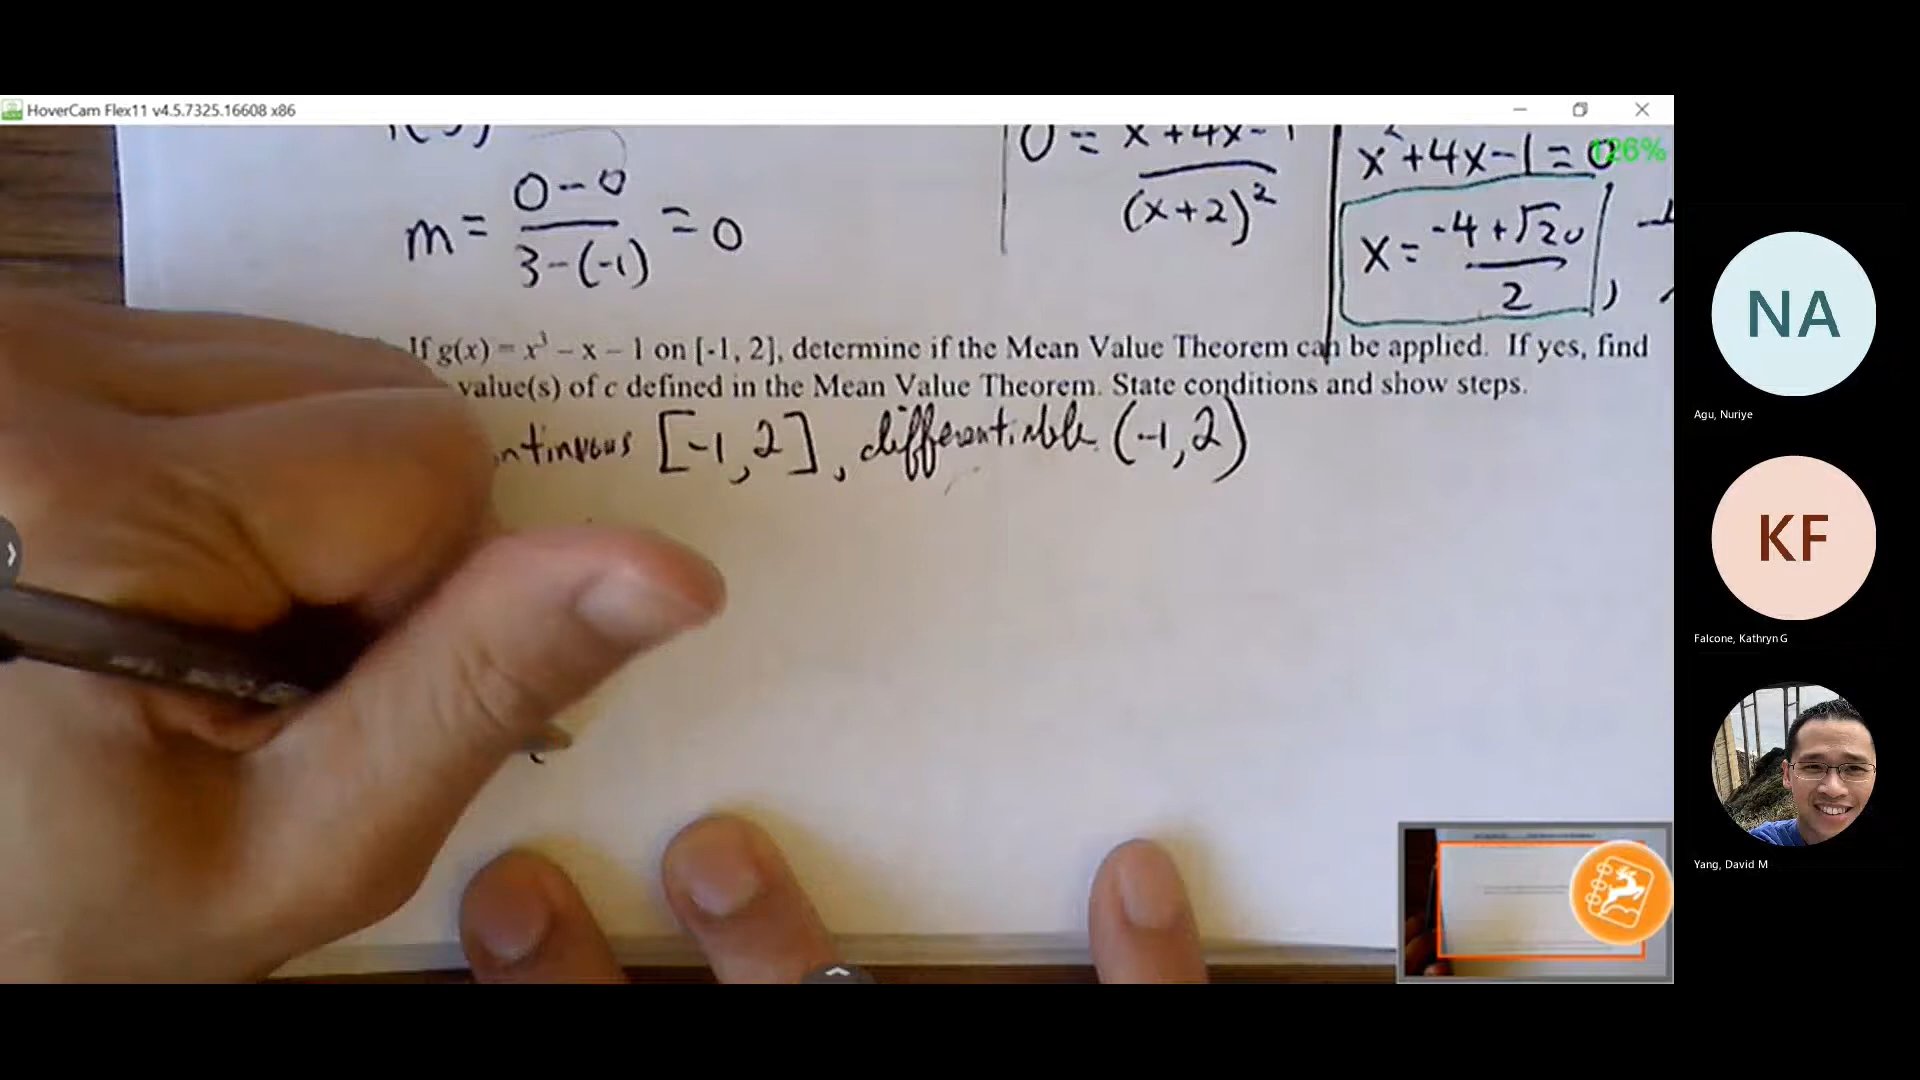 HoverCam Flex11 v4.5.7325.16608 x86
126%
m = 0-0 / 3-(-1) = 0
0 = x²+4x-1 / (x+2)²
x²+4x-1=0
x = -4+√20 / 2 ,
If g(x) = x³ – x – 1 on [-1, 2], determine if the Mean Value Theorem can be applied. If yes, find
value(s) of c defined in the Mean Value Theorem. State conditions and show steps.
ntinuous [-1,2], differentiable (-1,2)
NA
Agu, Nuriye
KF
Falcone, Kathryn G
Yang, David M